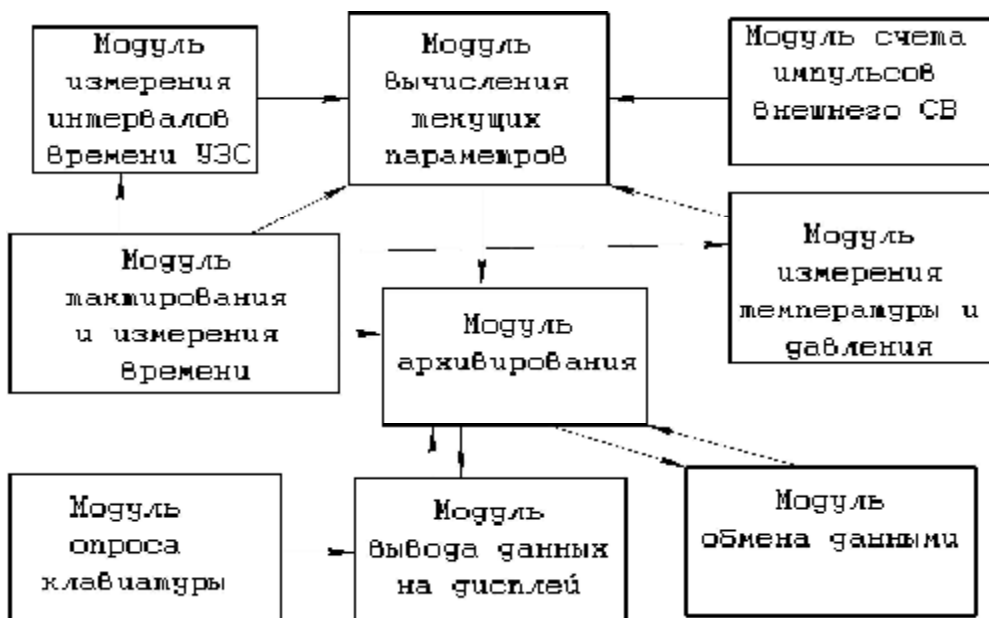 Модуль
измерения
интервалов
времени УЗС
Модуль
вычисления
текущих
параметров
Модуль счета
импульсов
внешнего СВ
Модуль
тактирования
и измерения
времени
Модуль
архивирования
Модуль
измерения
температуры и
давления
Модуль
опроса
клавиатуры
Модуль
вывода данных
на дисплей
Модуль
обмена данными